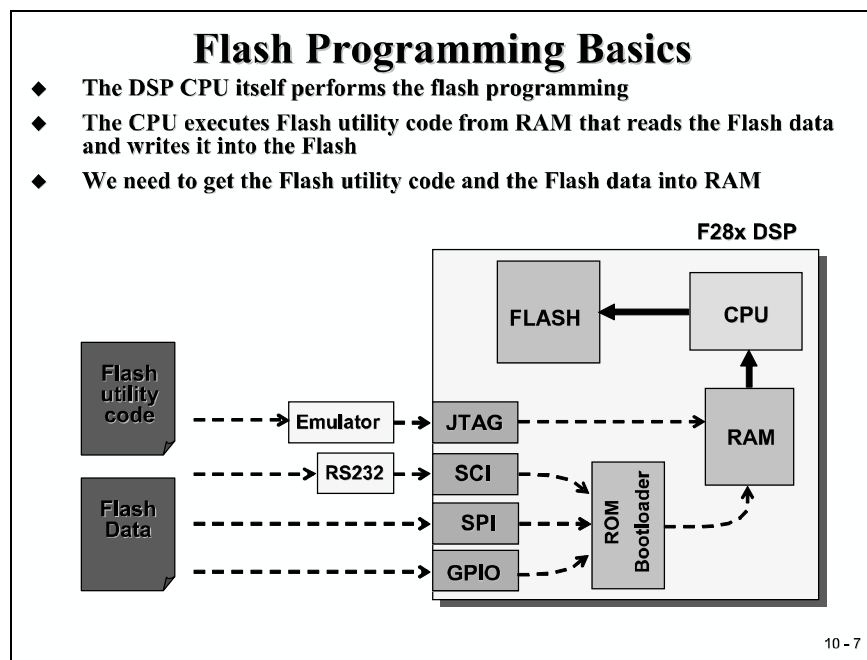 Flash Programming Basics
◆ The DSP CPU itself performs the flash programming
◆ The CPU executes Flash utility code from RAM that reads the Flash data
and writes it into the Flash
◆ We need to get the Flash utility code and the Flash data into RAM
F28x DSP
FLASH
CPU
Flash
utility
code
Emulator
JTAG
RAM
RS232
SCI
Flash
Data
SPI
ROM
Bootloader
GPIO
10 - 7